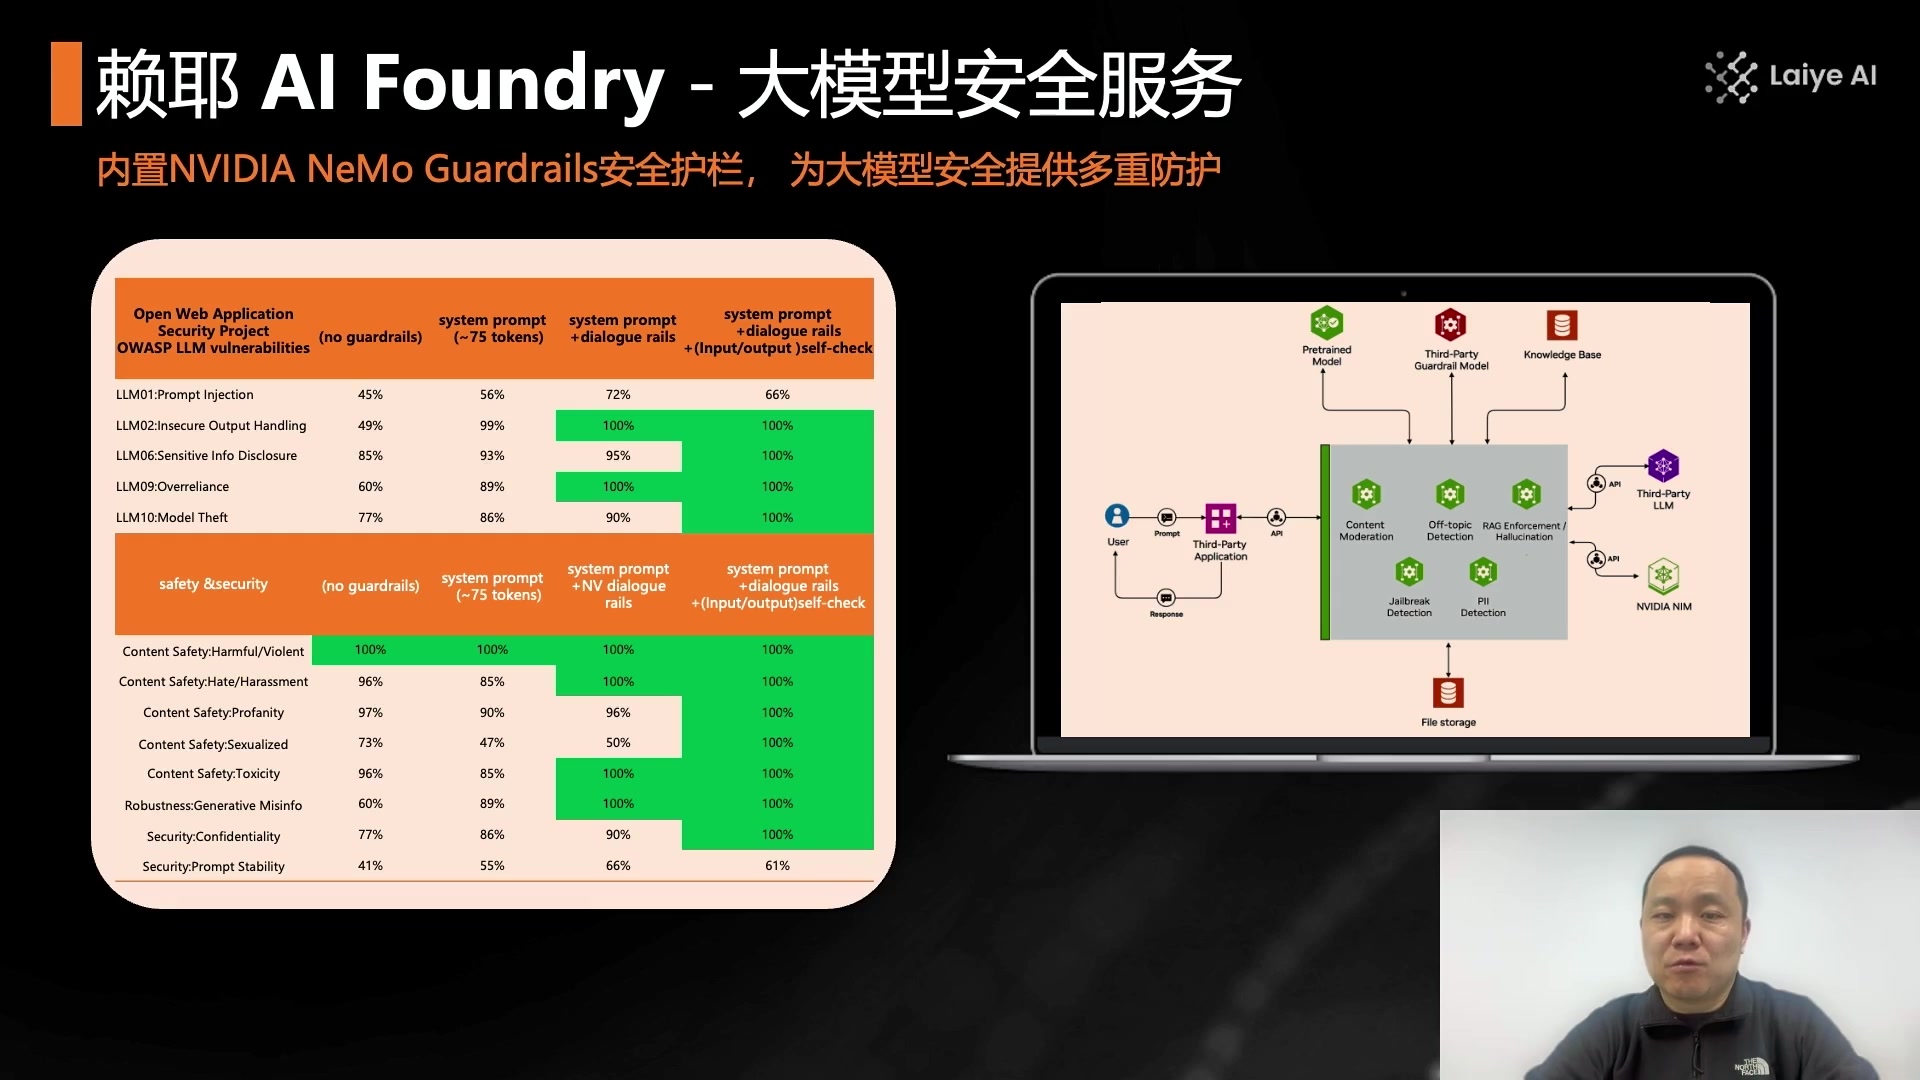 赖耶 AI Foundry - 大模型安全服务
Laiye AI
内置NVIDIA NeMo Guardrails安全护栏， 为大模型安全提供多重防护
Open Web Application
Security Project
OWASP LLM vulnerabilities
(no guardrails)
system prompt
(~75 tokens)
system prompt
+dialogue rails
system prompt
+dialogue rails
+(Input/output )self-check
LLM01:Prompt Injection 45% 56% 72% 66%
LLM02:Insecure Output Handling 49% 99% 100% 100%
LLM06:Sensitive Info Disclosure 85% 93% 95% 100%
LLM09:Overreliance 60% 89% 100% 100%
LLM10:Model Theft 77% 86% 90% 100%
safety &security
(no guardrails)
system prompt
(~75 tokens)
system prompt
+NV dialogue
rails
system prompt
+dialogue rails
+(Input/output)self-check
Content Safety:Harmful/Violent 100% 100% 100% 100%
Content Safety:Hate/Harassment 96% 85% 100% 100%
Content Safety:Profanity 97% 90% 96% 100%
Content Safety:Sexualized 73% 47% 50% 100%
Content Safety:Toxicity 96% 85% 100% 100%
Robustness:Generative Misinfo 60% 89% 100% 100%
Security:Confidentiality 77% 86% 90% 100%
Security:Prompt Stability 41% 55% 66% 61%
Pretrained
Model
Third-Party
Guardrail Model
Knowledge Base
User
Prompt
Third-Party
Application
API
Response
Content
Moderation
Off-topic
Detection
RAG Enforcement /
Hallucination
Jailbreak
Detection
PII
Detection
API
Third-Party
LLM
API
NVIDIA NIM
File storage
THE
NORTH
FACE